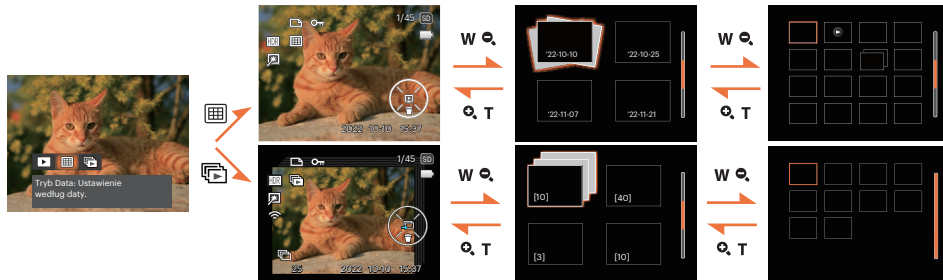 Tryb Data: Ustawienie
według daty.
HDR
1/45 SD
2022 10-10 15:37
W
T
'22-10-10
'22-10-25
'22-11-07
'22-11-21
W
T
HDR
1/45 SD
25 2022 10-10 15:37
W
T
[10]
[40]
[3]
[10]
W
T